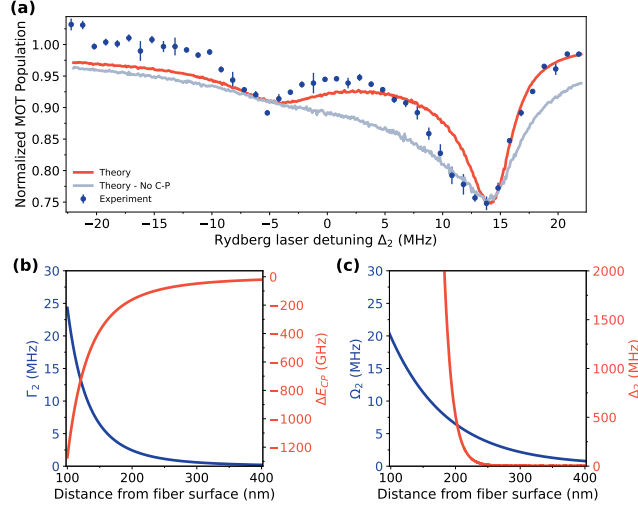 (a)
Normalized MOT Population
1.00
0.95
0.90
0.85
0.80
0.75
Theory
Theory - No C-P
Experiment
−20 −15 −10 −5 0 5 10 15 20
Rydberg laser detuning Δ₂ (MHz)
(b)
Γ₂ (MHz)
30
25
20
15
10
5
0
0
−200
−400
−600
−800
−1000
−1200
ΔE_CP (GHz)
100 200 300 400
Distance from fiber surface (nm)
(c)
Ω₂ (MHz)
30
25
20
15
10
5
0
2000
1500
1000
500
0
Δ₂ (MHz)
100 200 300 400
Distance from fiber surface (nm)